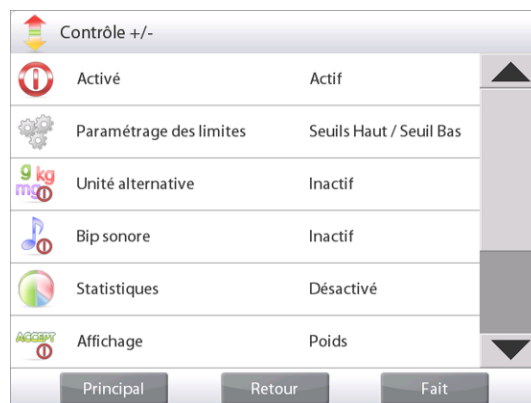 Contrôle +/-
Activé Actif
Paramétrage des limites Seuils Haut / Seuil Bas
g kg
mg
Unité alternative Inactif
Bip sonore Inactif
Statistiques Désactivé
ACCEPT
Affichage Poids
Principal Retour Fait